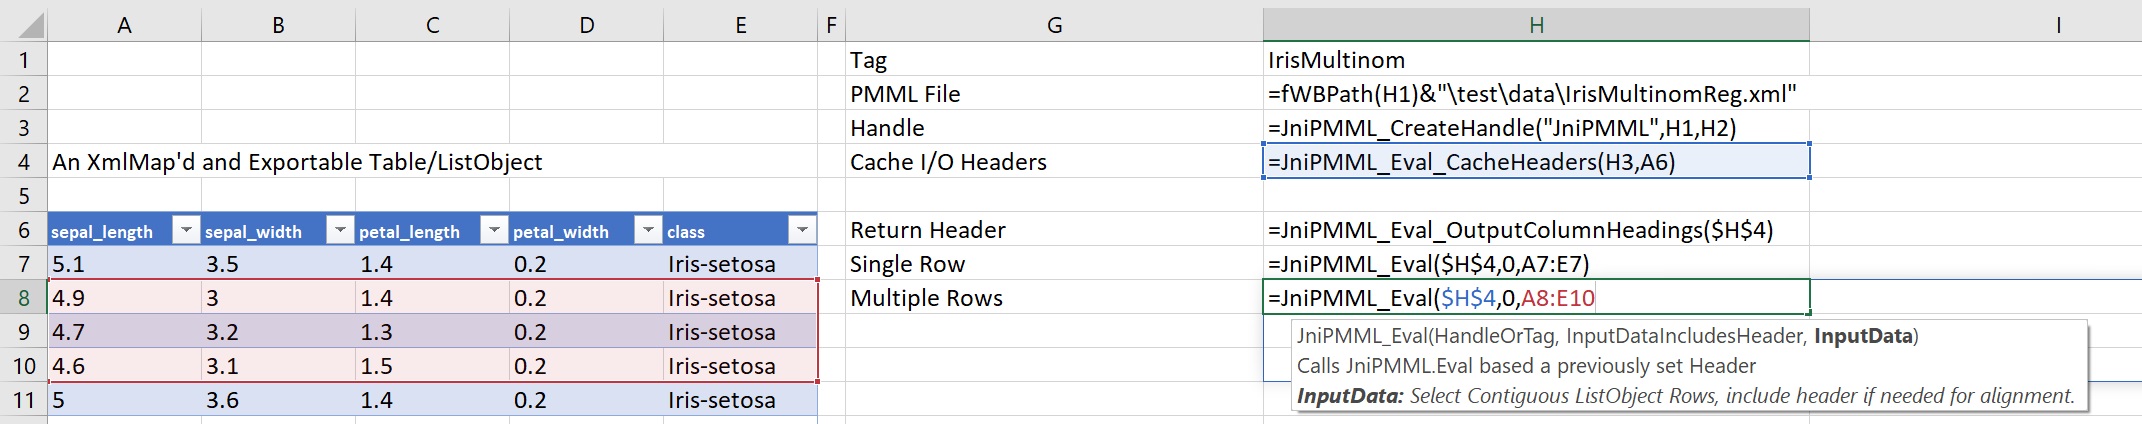 A B C D E F G H I
1 Tag IrisMultinom
2 PMML File =fWBPath(H1)&"\test\data\IrisMultinomReg.xml"
3 Handle =JniPMML_CreateHandle("JniPMML",H1,H2)
4 An XmlMap'd and Exportable Table/ListObject Cache I/O Headers =JniPMML_Eval_CacheHeaders(H3,A6)
5
6 sepal_length sepal_width petal_length petal_width class Return Header =JniPMML_Eval_OutputColumnHeadings($H$4)
7 5.1 3.5 1.4 0.2 Iris-setosa Single Row =JniPMML_Eval($H$4,0,A7:E7)
8 4.9 3 1.4 0.2 Iris-setosa Multiple Rows =JniPMML_Eval($H$4,0,A8:E10
9 4.7 3.2 1.3 0.2 Iris-setosa JniPMML_Eval(HandleOrTag, InputDataIncludesHeader, InputData)
10 4.6 3.1 1.5 0.2 Iris-setosa Calls JniPMML.Eval based a previously set Header
11 5 3.6 1.4 0.2 Iris-setosa InputData: Select Contiguous ListObject Rows, include header if needed for alignment.